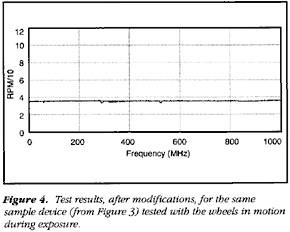 12
10
8
6
4
2
0
RPM/10
0
200
400
600
800
1000
Frequency (MHz)
Figure 4. Test results, after modifications, for the same
sample device (from Figure 3) tested with the wheels in motion
during exposure.